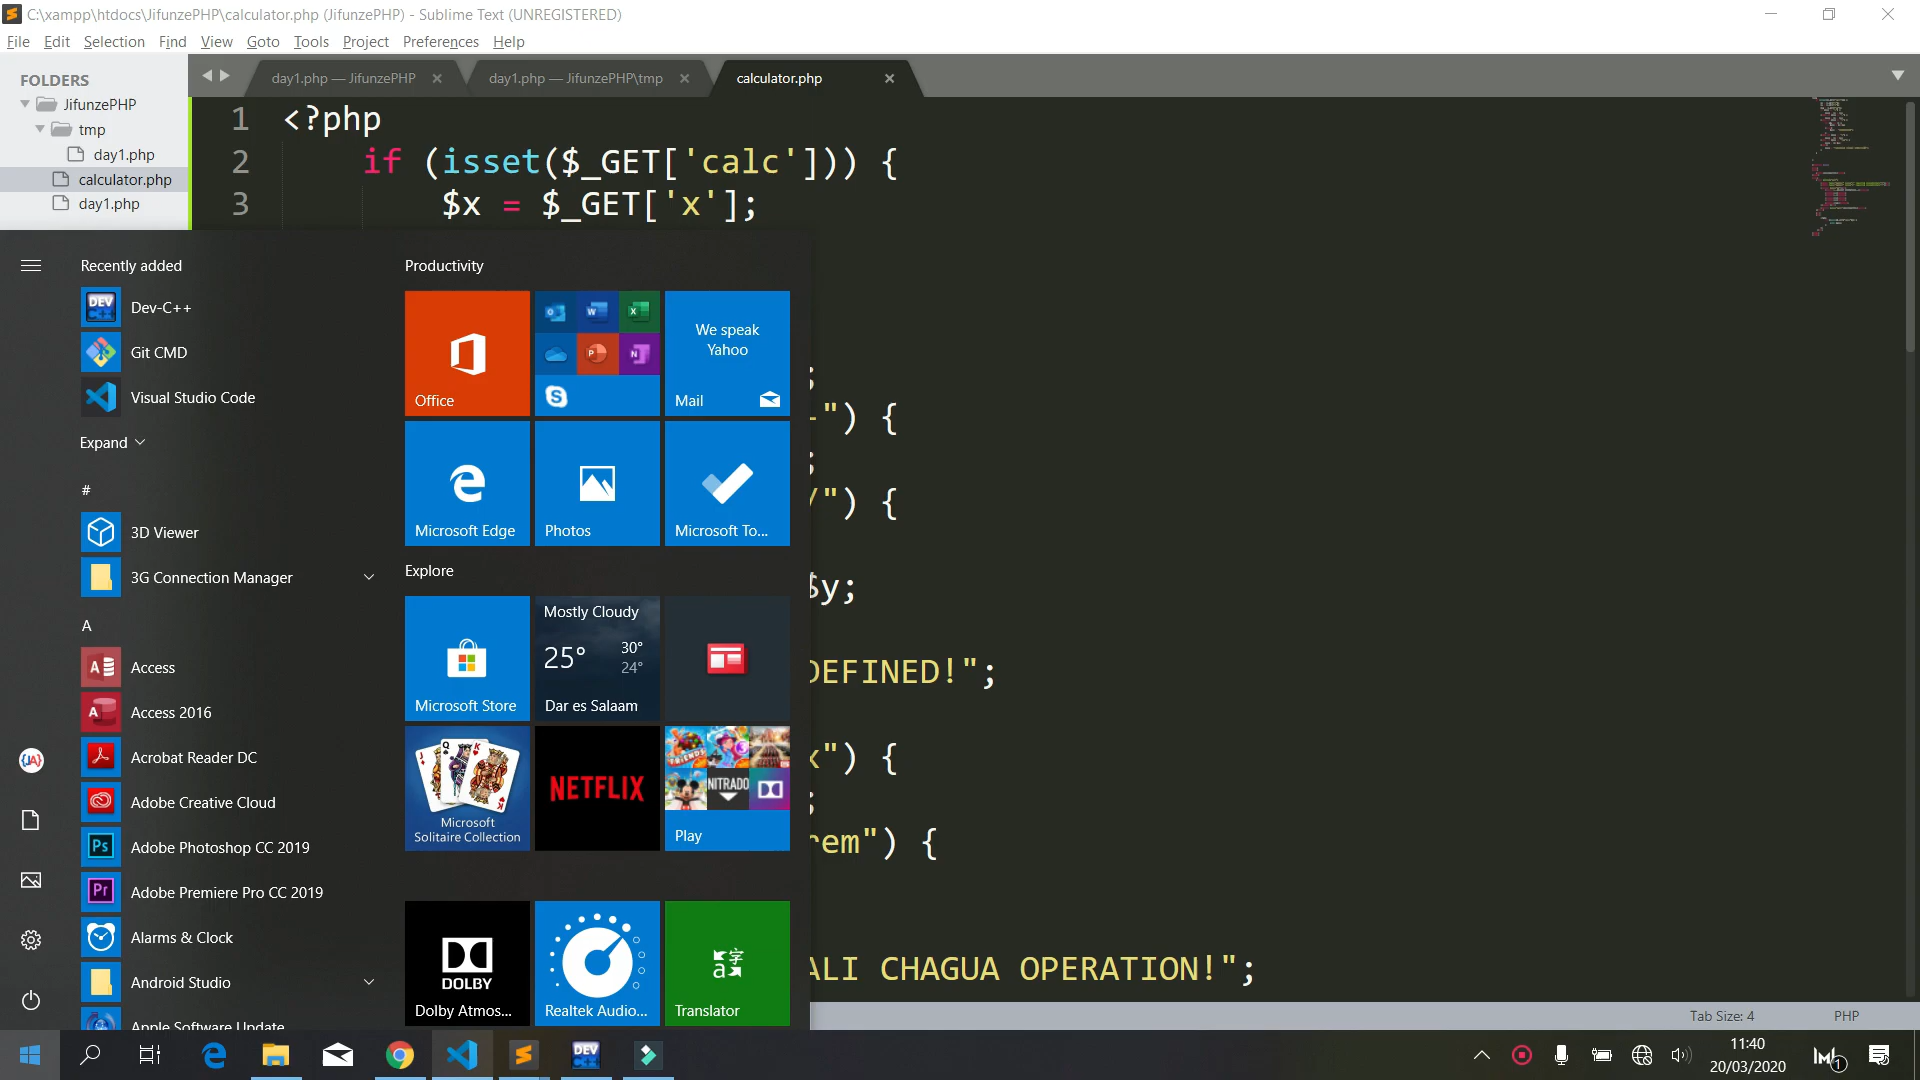 C:\xampp\htdocs\JifunzePHP\calculator.php (JifunzePHP) - Sublime Text (UNREGISTERED)
File Edit Selection Find View Goto Tools Project Preferences Help
FOLDERS
JifunzePHP
tmp
day1.php
calculator.php
day1.php
day1.php — JifunzePHP
day1.php — JifunzePHP\tmp
calculator.php
1 <?php
2 if (isset($_GET['calc'])) {
3 $x = $_GET['x'];
;
") {
;
/") {
$y;
DEFINED!";
x") {
;
rem") {
ALI CHAGUA OPERATION!";
Recently added
Dev-C++
Git CMD
Visual Studio Code
Expand
#
3D Viewer
3G Connection Manager
A
Access
Access 2016
Acrobat Reader DC
Adobe Creative Cloud
Adobe Photoshop CC 2019
Adobe Premiere Pro CC 2019
Alarms & Clock
Android Studio
Apple Software Update
Productivity
Office
We speak
Yahoo
Mail
Microsoft Edge
Photos
Microsoft To...
Explore
Microsoft Store
Mostly Cloudy
25° 30°
24°
Dar es Salaam
Microsoft
Solitaire Collection
NETFLIX
NITRADO
Play
DOLBY
Dolby Atmos...
Realtek Audio...
Translator
Tab Size: 4
PHP
11:40
20/03/2020